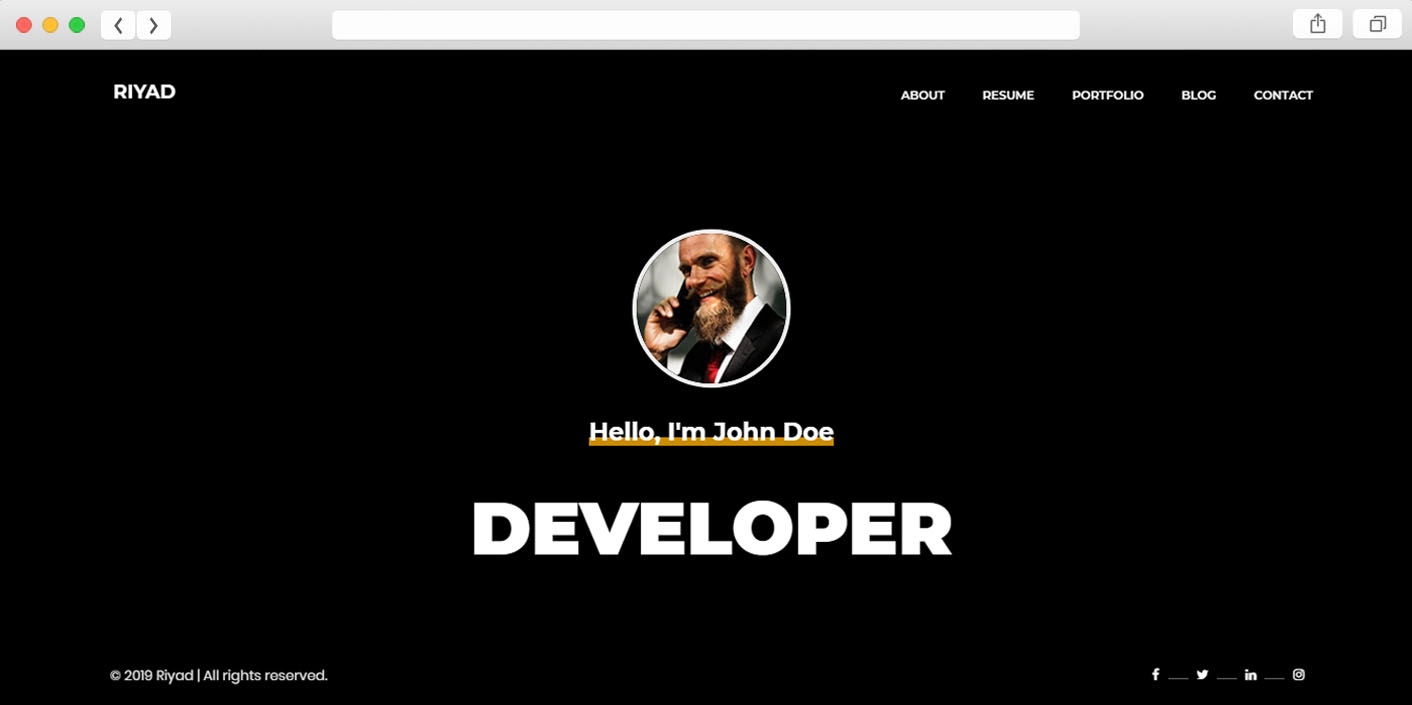 RIYAD
ABOUT RESUME PORTFOLIO BLOG CONTACT
Hello, I'm John Doe
DEVELOPER
© 2019 Riyad | All rights reserved.